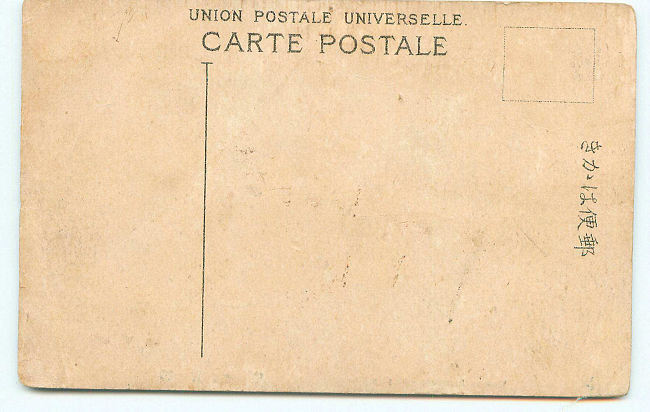 UNION POSTALE UNIVERSELLE.
CARTE POSTALE
郵便はがき